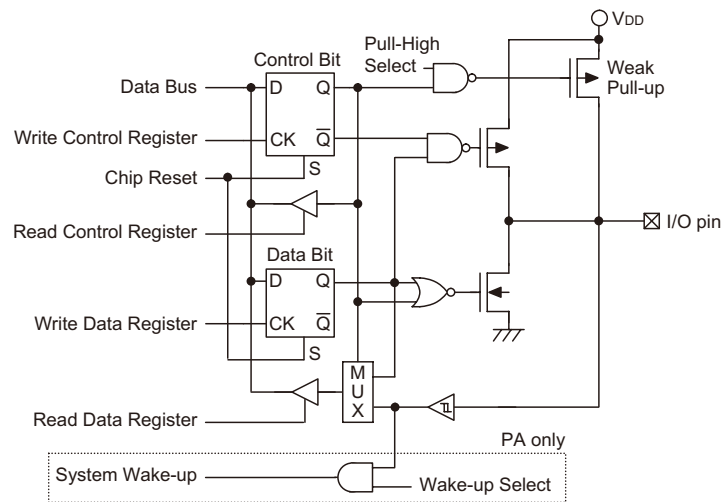 VDD
Pull-High
Select
Control Bit
Weak
Pull-up
Data Bus
D
Q
Write Control Register
CK
Q
S
Chip Reset
I/O pin
Read Control Register
Data Bit
D
Q
Write Data Register
CK
Q
S
M
U
X
Read Data Register
PA only
System Wake-up
Wake-up Select